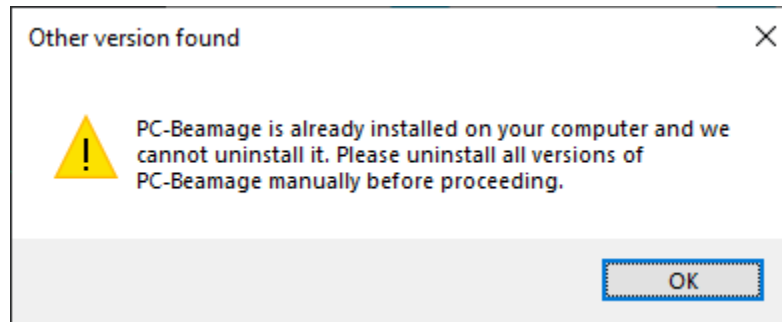 Other version found
PC-Beamage is already installed on your computer and we
cannot uninstall it. Please uninstall all versions of
PC-Beamage manually before proceeding.
OK